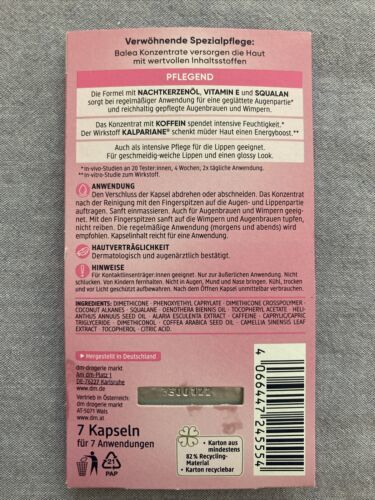 Verwöhnende Spezialpflege:
Balea Konzentrate versorgen die Haut
mit wertvollen Inhaltsstoffen
PFLEGEND
Die Formel mit NACHTKERZENÖL, VITAMIN E und SQUALAN
sorgt bei regelmäßiger Anwendung für eine geglättete Augenpartie*
und reichhaltig gepflegte Augenbrauen und Wimpern.
Das Konzentrat mit KOFFEIN spendet intensive Feuchtigkeit.*
Der Wirkstoff KALPARIANE® schenkt müder Haut einen Energyboost.**
Auch als intensive Pflege für die Lippen geeignet.
Für geschmeidig-weiche Lippen und einen glossy Look.
*In-vivo-Studien an 20 Tester:innen, 4 Wochen, 2x tägliche Anwendung.
**In-vitro-Studie zum Wirkstoff.
ANWENDUNG
Den Verschluss der Kapsel abdrehen oder abschneiden. Das Konzentrat
nach der Reinigung mit den Fingerspitzen auf die Augen- und Lippenpartie
auftragen. Sanft einmassieren. Auch für Augenbrauen und Wimpern geeig-
net. Mit den Fingerspitzen sanft auf die Wimpern und Augenbrauen tupfen,
nicht reiben. Die regelmäßige Anwendung (morgens und abends) wird
empfohlen. Kapselinhalt reicht für eine Anwendung.
HAUTVERTRÄGLICHKEIT
Dermatologisch und augenärztlich bestätigt.
HINWEISE
Für Kontaktlinsenträger:innen geeignet. Nur zur äußerlichen Anwendung. Nicht
schlucken. Von Kindern fernhalten. Nicht in Augen, Mund und Nase bringen. Kühl, trocken
und vor Licht geschützt aufbewahren. Nach dem Öffnen Kapsel unmittelbar verbrauchen.
INGREDIENTS: DIMETHICONE · PHENOXYETHYL CAPRYLATE · DIMETHICONE CROSSPOLYMER ·
COCONUT ALKANES · SQUALANE · OENOTHERA BIENNIS OIL · TOCOPHERYL ACETATE · HELI-
ANTHUS ANNUUS SEED OIL · ALARIA ESCULENTA EXTRACT · CAFFEINE · CAPRYLIC/CAPRIC
TRIGLYCERIDE · DIMETHICONOL · COFFEA ARABICA SEED OIL · CAMELLIA SINENSIS LEAF
EXTRACT · TOCOPHEROL · CITRIC ACID.
Hergestellt in Deutschland
dm-drogerie markt
Am dm-Platz 1
DE-76227 Karlsruhe
www.dm.de
Vertrieb in Österreich:
dm drogerie markt
AT-5071 Wals
www.dm.at
7 Kapseln
für 7 Anwendungen
21
PAP
Karton aus
mindestens
82 % Recycling-
Material
Karton recycelbar
4 066447 245554